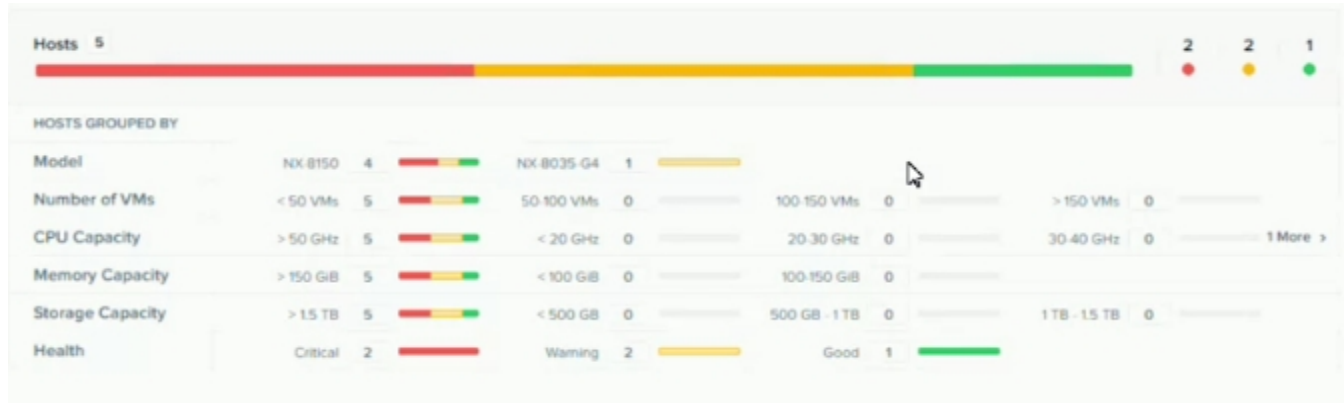 Hosts 5 2 2 1
HOSTS GROUPED BY
Model NX-8150 4 NX-8035-G4 1
Number of VMs < 50 VMs 5 50-100 VMs 0 100-150 VMs 0 > 150 VMs 0
CPU Capacity > 50 GHz 5 < 20 GHz 0 20-30 GHz 0 30-40 GHz 0 1 More >
Memory Capacity > 150 GiB 5 < 100 GiB 0 100-150 GiB 0
Storage Capacity > 1.5 TB 5 < 500 GB 0 500 GB - 1 TB 0 1 TB - 1.5 TB 0
Health Critical 2 Warning 2 Good 1